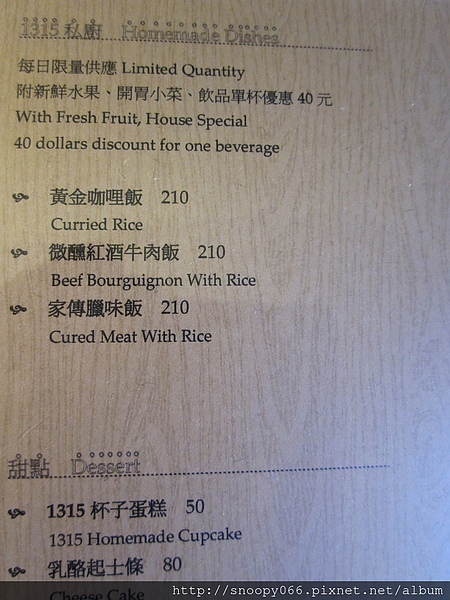 1315 私廚 Homemade Dishes
每日限量供應 Limited Quantity
附新鮮水果、開胃小菜、飲品單杯優惠 40 元
With Fresh Fruit, House Special
40 dollars discount for one beverage
黃金咖哩飯 210
Curried Rice
微醺紅酒牛肉飯 210
Beef Bourguignon With Rice
家傳臘味飯 210
Cured Meat With Rice
甜點 Dessert
1315 杯子蛋糕 50
1315 Homemade Cupcake
乳酪起士條 80
Cheese Cake
http://snoopy066.pixnet.net/album